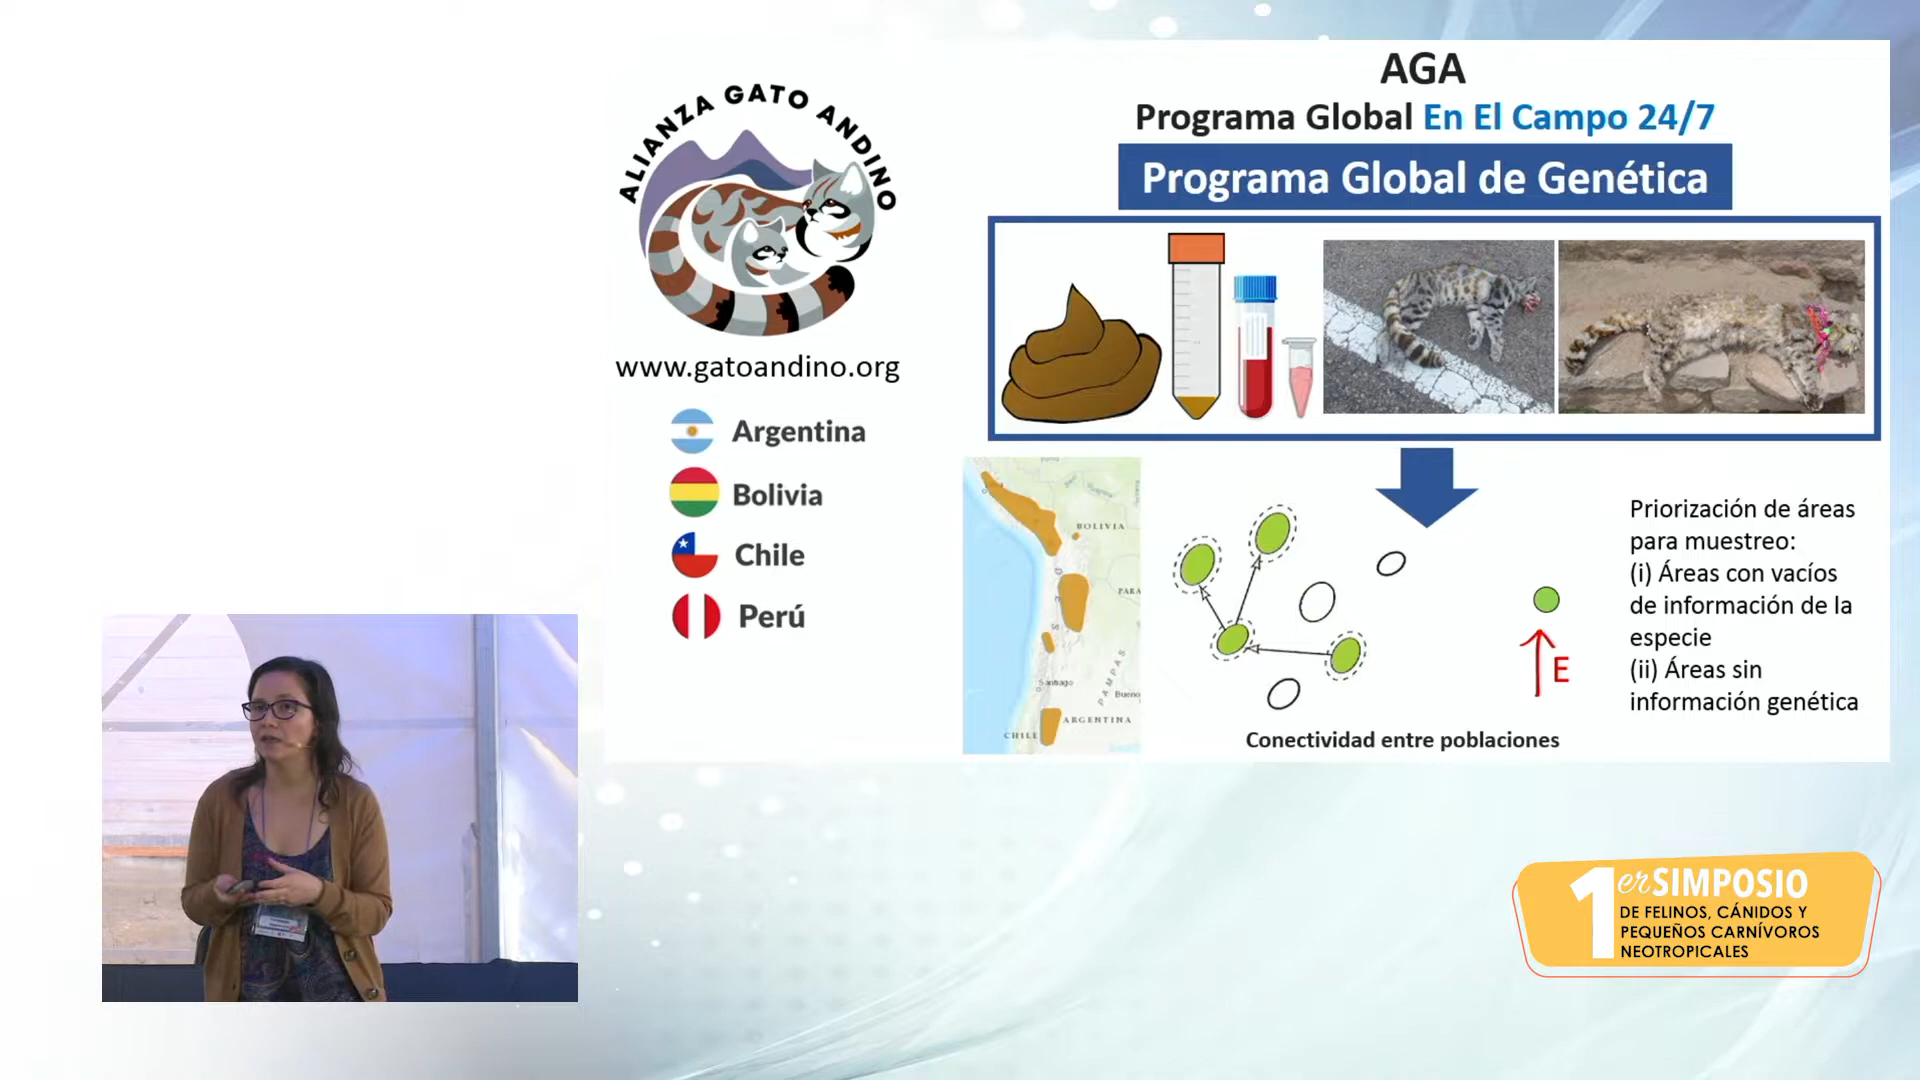 ALIANZA GATO ANDINO
www.gatoandino.org
Argentina
Bolivia
Chile
Perú
AGA
Programa Global En El Campo 24/7
Programa Global de Genética
BOLIVIA
PARA
PAMPAS
Santiago
Bueno
ARGENTINA
CHILE
E
Conectividad entre poblaciones
Priorización de áreas
para muestreo:
(i) Áreas con vacíos
de información de la
especie
(ii) Áreas sin
información genética
1er SIMPOSIO
DE FELINOS, CÁNIDOS Y
PEQUEÑOS CARNÍVOROS
NEOTROPICALES